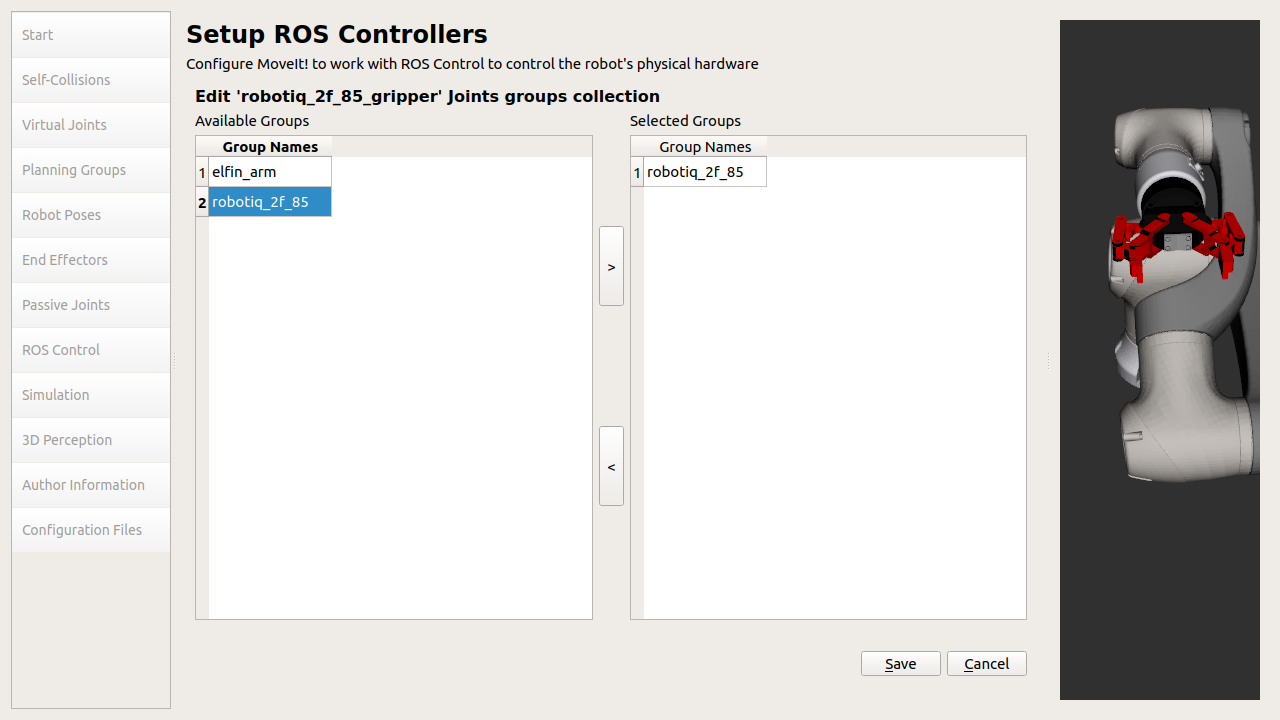 Start
Self-Collisions
Virtual Joints
Planning Groups
Robot Poses
End Effectors
Passive Joints
ROS Control
Simulation
3D Perception
Author Information
Configuration Files
Setup ROS Controllers
Configure MoveIt! to work with ROS Control to control the robot's physical hardware
Edit 'robotiq_2f_85_gripper' Joints groups collection
Available Groups
Group Names
1 elfin_arm
2 robotiq_2f_85
>
<
Selected Groups
Group Names
1 robotiq_2f_85
Save Cancel